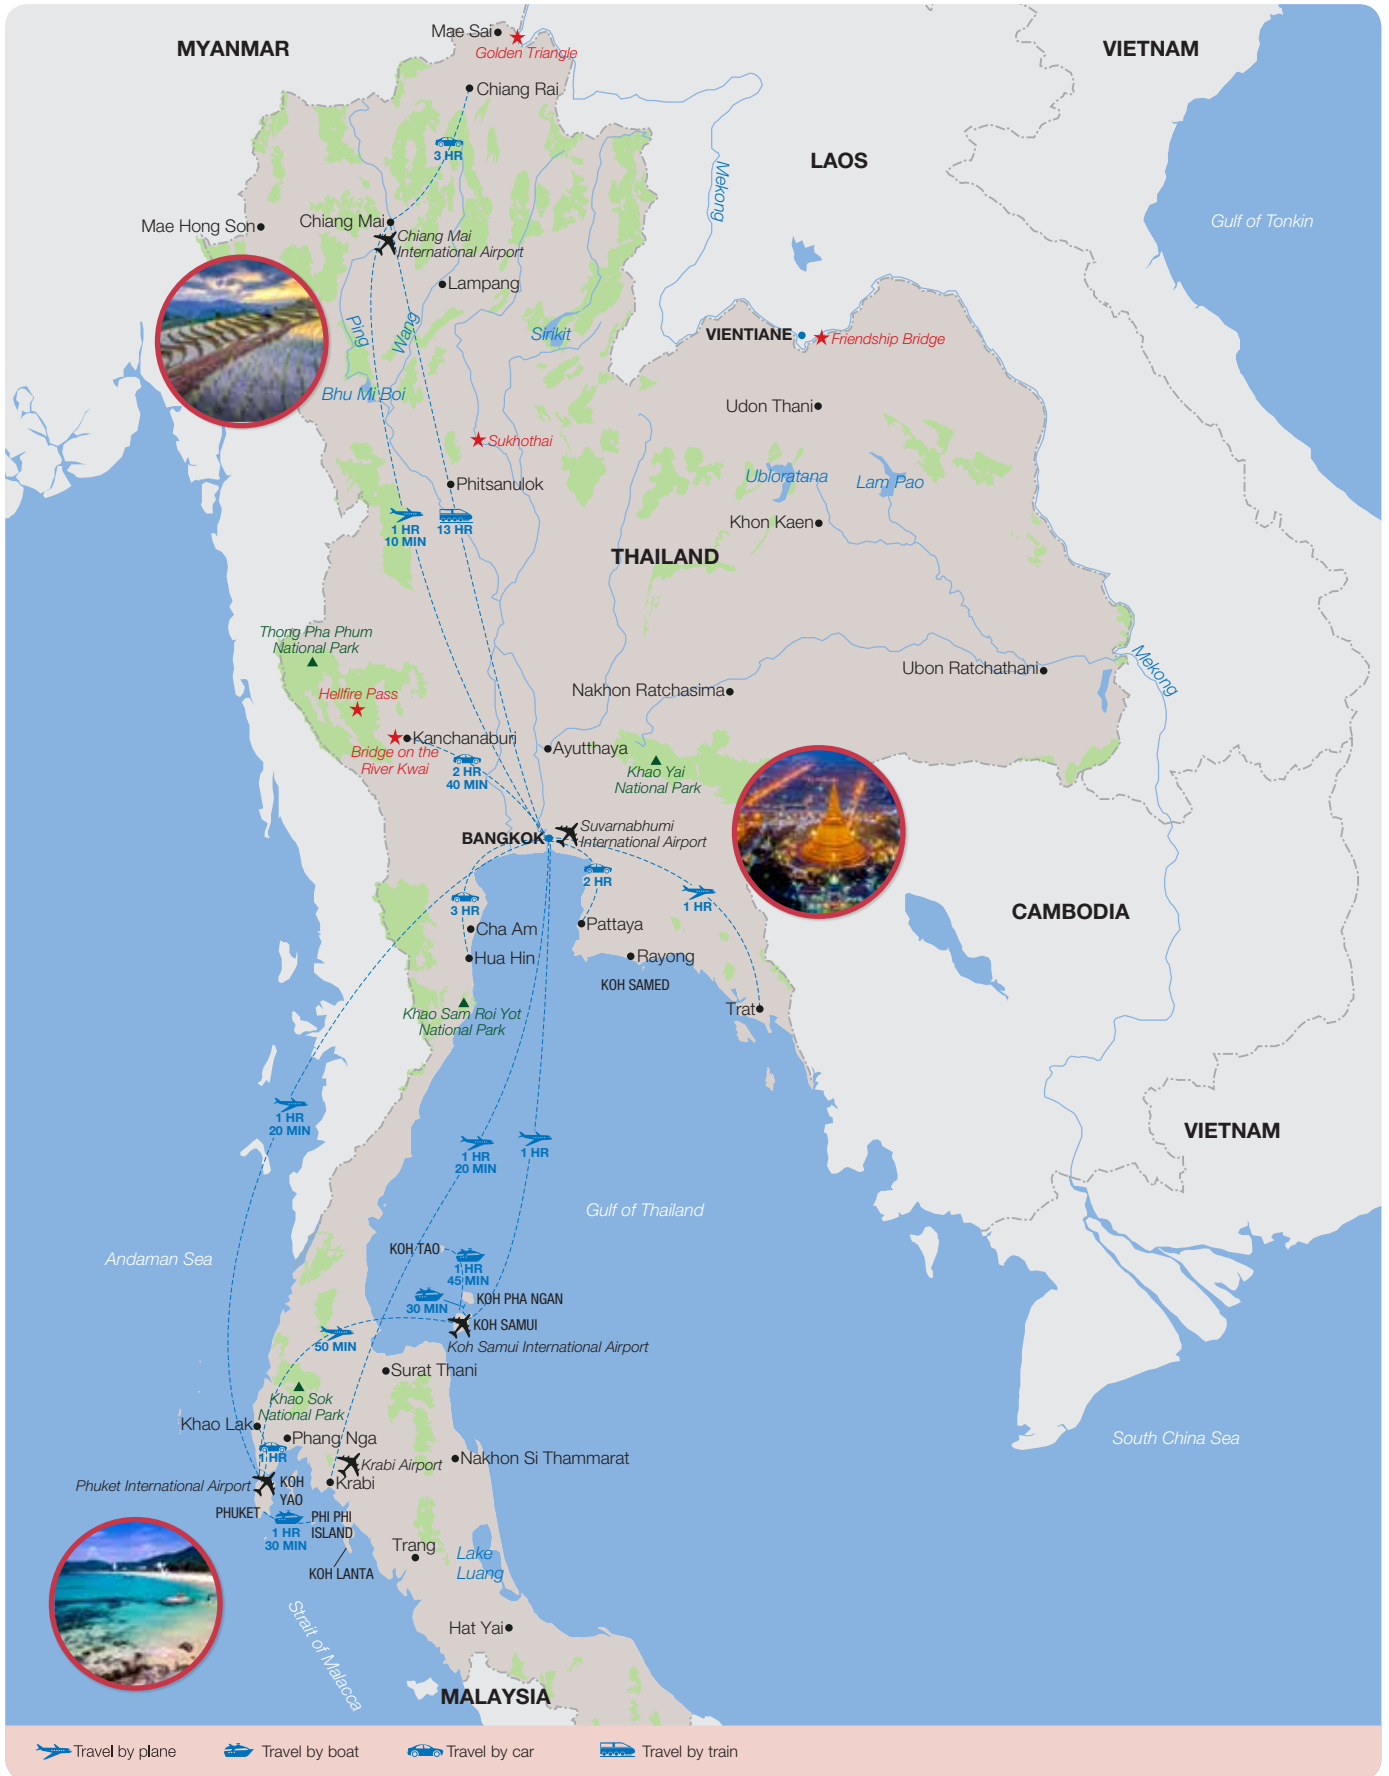 Mae Sai
MYANMAR
VIETNAM
Golden Triangle
Chiang Rai
3 HR
LAOS
Mekong
Gulf of Tonkin
Mae Hong Son
Chiang Mai
Chiang Mai
International Airport
Lampang
Ping
Wang
Sirikit
VIENTIANE
Friendship Bridge
Bhu Mi Boi
Udon Thani
Sukhothai
Phitsanulok
Ubloratana
Lam Pao
Khon Kaen
1 HR
10 MIN
13 HR
THAILAND
Thong Pha Phum
National Park
Mekong
Ubon Ratchathani
Nakhon Ratchasima
Hellfire Pass
Kanchanaburi
Bridge on the
River Kwai
Ayutthaya
2 HR
40 MIN
Khao Yai
National Park
BANGKOK
Suvarnabhumi
International Airport
2 HR
1 HR
3 HR
CAMBODIA
Cha Am
Pattaya
Hua Hin
Rayong
KOH SAMED
Khao Sam Roi Yot
National Park
Trat
1 HR
20 MIN
1 HR
20 MIN
1 HR
VIETNAM
Gulf of Thailand
Andaman Sea
KOH TAO
1 HR
45 MIN
KOH PHA NGAN
30 MIN
KOH SAMUI
50 MIN
Koh Samui International Airport
Surat Thani
Khao Sok
National Park
Khao Lak
Phang Nga
1 HR
Krabi Airport
Nakhon Si Thammarat
South China Sea
Phuket International Airport
KOH
YAO
Krabi
PHUKET
PHI PHI
ISLAND
1 HR
30 MIN
Trang
Lake
Luang
KOH LANTA
Strait of Malacca
Hat Yai
MALAYSIA
Travel by plane
Travel by boat
Travel by car
Travel by train